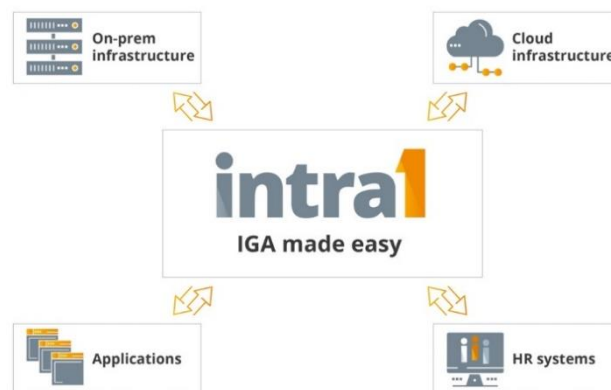 On-prem
infrastructure
Cloud
infrastructure
intra1
IGA made easy
Applications
HR systems